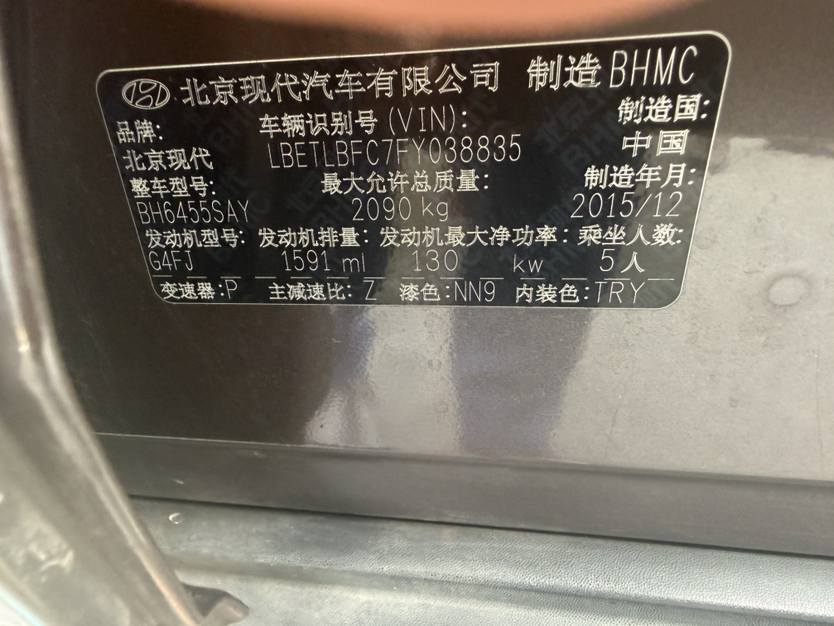 北京现代汽车有限公司 制造 BHMC
品牌: 车辆识别号(VIN): 制造国:
北京现代 LBETLBFC7FY038835 中国
整车型号: 最大允许总质量: 制造年月:
BH6455SAY 2090 kg 2015/12
发动机型号: 发动机排量: 发动机最大净功率: 乘坐人数:
G4FJ 1591 ml 130 kw 5人
变速器:P 主减速比: Z 漆色:NN9 内装色:TRY